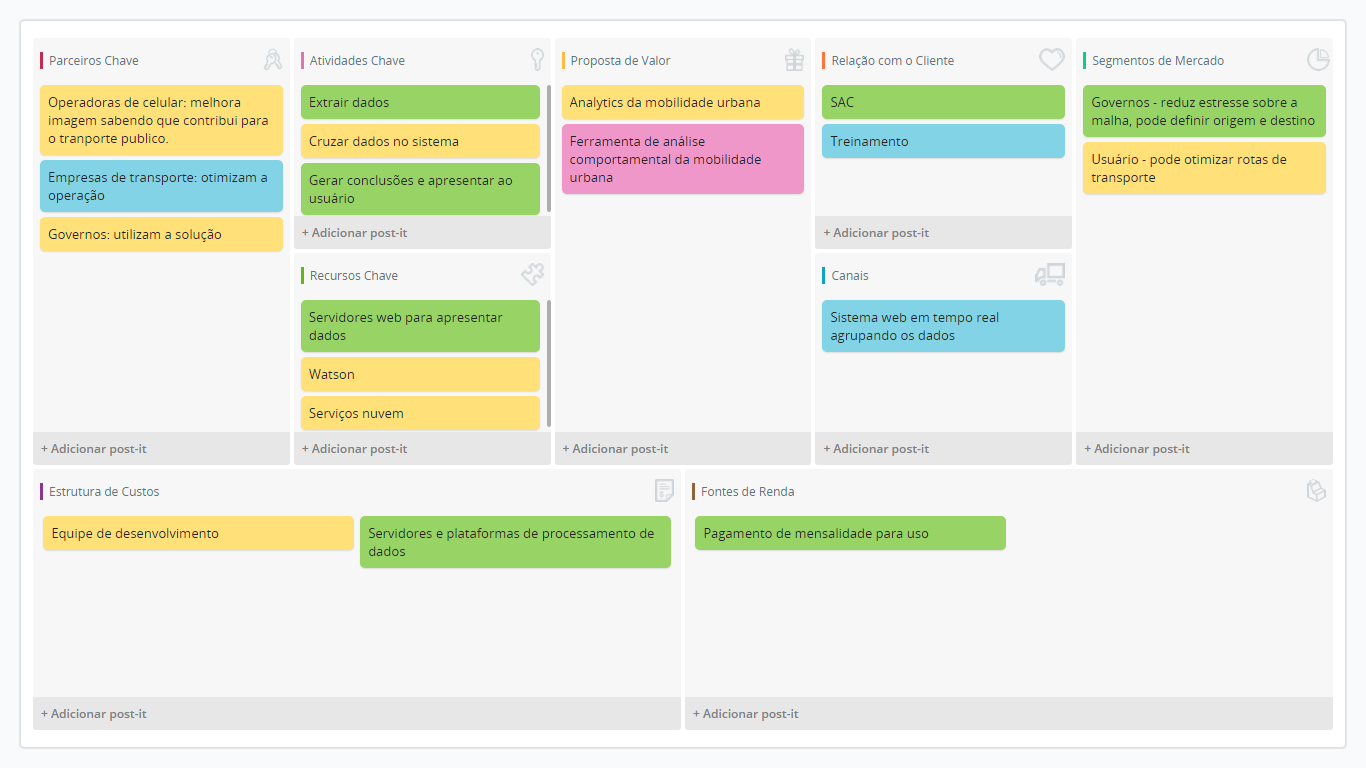 Parceiros Chave
Operadoras de celular: melhora
imagem sabendo que contribui para
o tranporte publico.
Empresas de transporte: otimizam a
operação
Governos: utilizam a solução
+ Adicionar post-it
Atividades Chave
Extrair dados
Cruzar dados no sistema
Gerar conclusões e apresentar ao
usuário
+ Adicionar post-it
Recursos Chave
Servidores web para apresentar
dados
Watson
Serviços nuvem
+ Adicionar post-it
Proposta de Valor
Analytics da mobilidade urbana
Ferramenta de análise
comportamental da mobilidade
urbana
+ Adicionar post-it
Relação com o Cliente
SAC
Treinamento
+ Adicionar post-it
Canais
Sistema web em tempo real
agrupando os dados
+ Adicionar post-it
Segmentos de Mercado
Governos - reduz estresse sobre a
malha, pode definir origem e destino
Usuário - pode otimizar rotas de
transporte
+ Adicionar post-it
Estrutura de Custos
Equipe de desenvolvimento
Servidores e plataformas de processamento de
dados
+ Adicionar post-it
Fontes de Renda
Pagamento de mensalidade para uso
+ Adicionar post-it